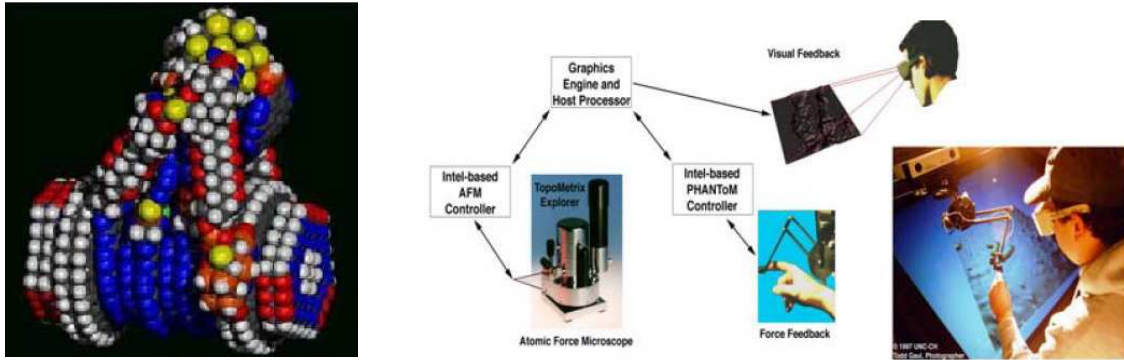 Visual Feedback
Graphics
Engine and
Host Processor
Intel-based
AFM
Controller
TopoMetrix
Explorer
Intel-based
PHANToM
Controller
Force Feedback
Atomic Force Microscope
© 1997 UNC-CH
Todd Gaul, Photographer